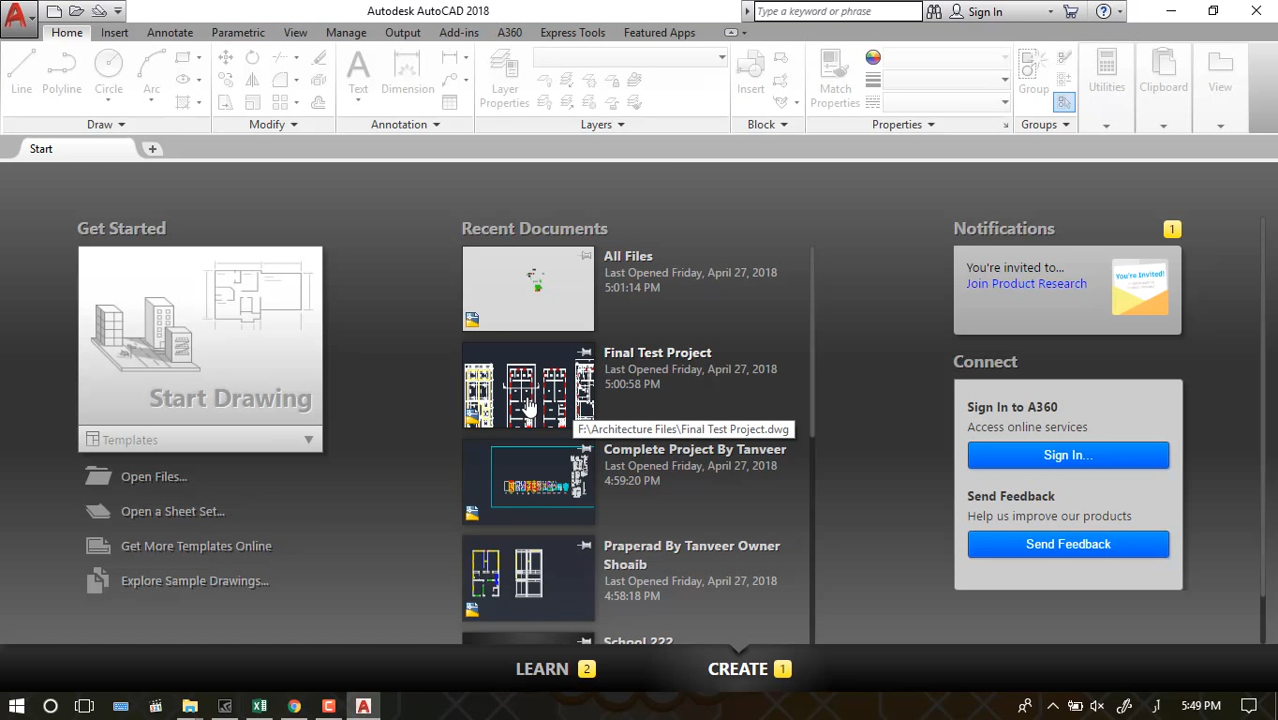 Autodesk AutoCAD 2018
Type a keyword or phrase
Sign In
Home Insert Annotate Parametric View Manage Output Add-ins A360 Express Tools Featured Apps
Line
Polyline
Circle
Arc
Text
Dimension
Layer
Properties
Insert
Match
Properties
Group
Utilities
Clipboard
View
Draw
Modify
Annotation
Layers
Block
Properties
Groups
Start
Get Started
Start Drawing
Templates
Open Files...
Open a Sheet Set...
Get More Templates Online
Explore Sample Drawings...
Recent Documents
All Files
Last Opened Friday, April 27, 2018
5:01:14 PM
Final Test Project
Last Opened Friday, April 27, 2018
5:00:58 PM
F:\Architecture Files\Final Test Project.dwg
Complete Project By Tanveer
Last Opened Friday, April 27, 2018
4:59:20 PM
Praperad By Tanveer Owner
Shoaib
Last Opened Friday, April 27, 2018
4:58:18 PM
School 222
Notifications
1
You're invited to...
Join Product Research
You're Invited!
Connect
Sign In to A360
Access online services
Sign In...
Send Feedback
Help us improve our products
Send Feedback
LEARN 2
CREATE 1
5:49 PM